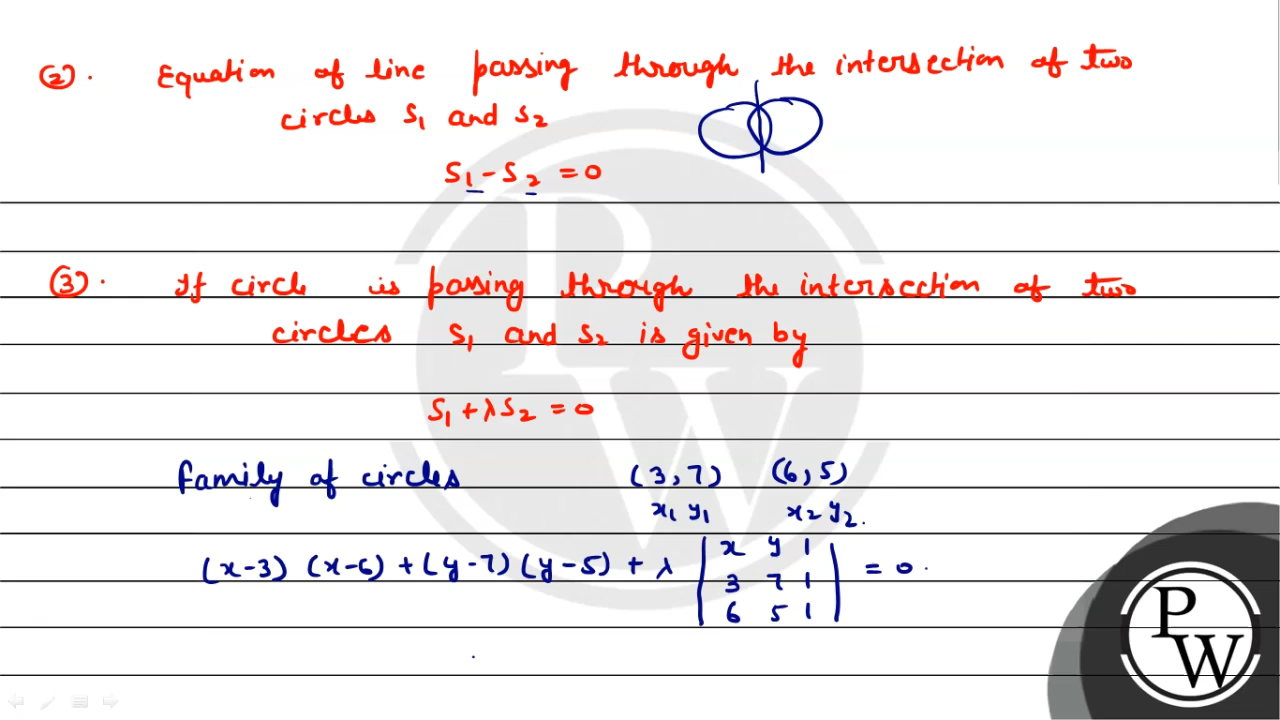 (2). Equation of line passing through the intersection of two
circles S₁ and S₂
S₁ - S₂ = 0
(3). If circle is passing through the intersection of two
circles S₁ and S₂ is given by
S₁ + λS₂ = 0
Family of circles (3,7) (6,5)
x₁ y₁ x₂ y₂.
(x-3) (x-6) + (y-7) (y-5) + λ | x y 1 | = 0.
3 7 1
6 5 1
P
W
P
W